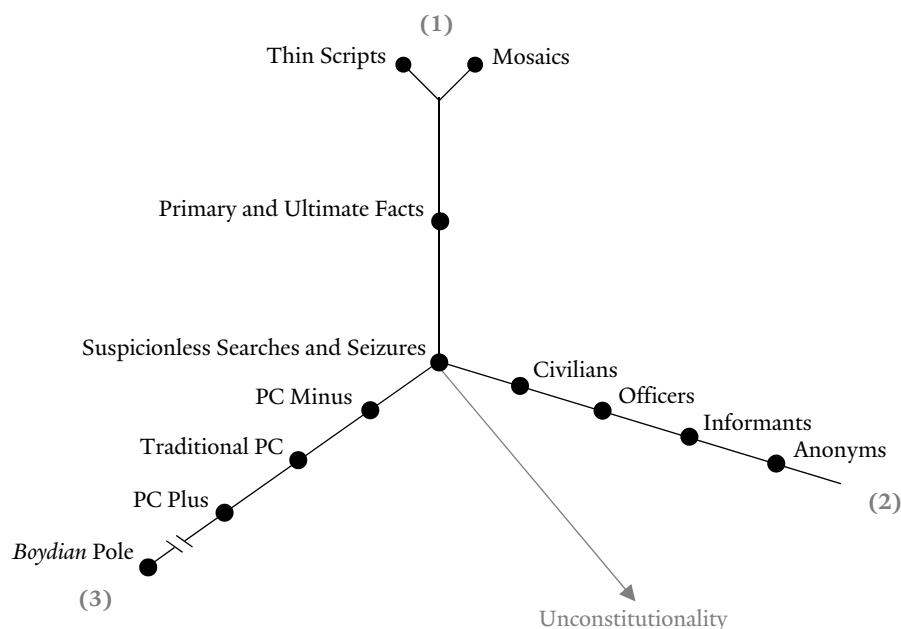 (1)
Thin Scripts
Mosaics
Primary and Ultimate Facts
Suspicionless Searches and Seizures
Civilians
PC Minus
Officers
Informants
Traditional PC
Anonyms
PC Plus
(2)
Boydian Pole
(3)
Unconstitutionality